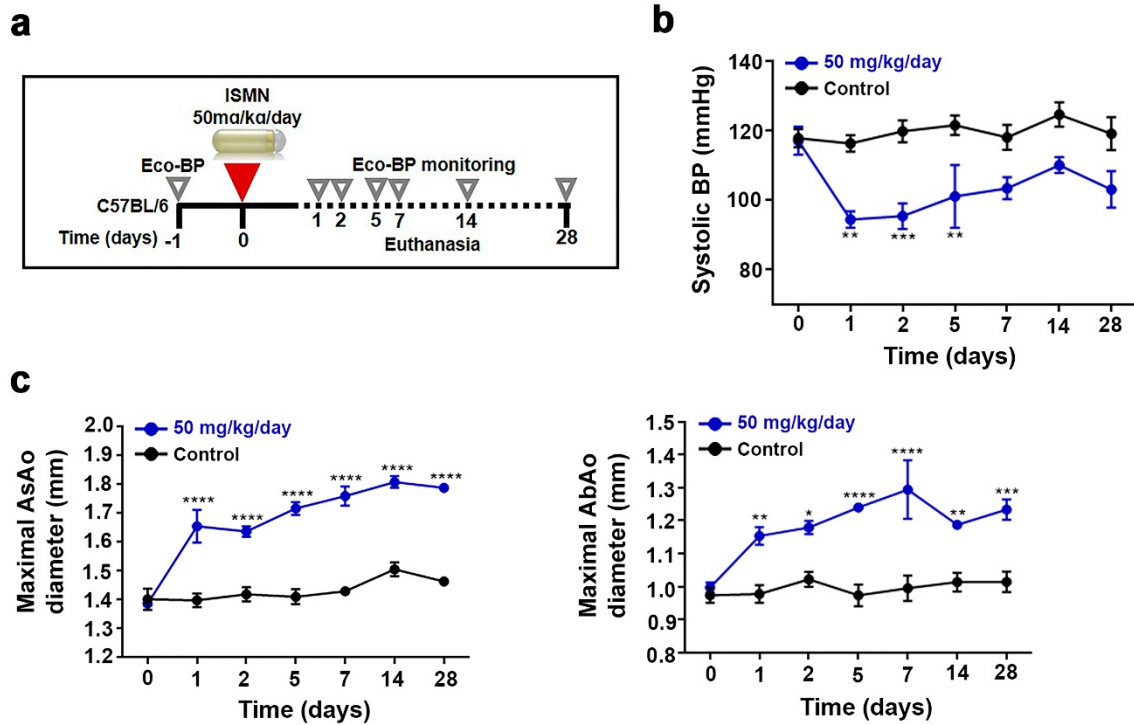 a
ISMN
50mg/kg/day
Eco-BP
Eco-BP monitoring
C57BL/6
1 2 5 7 14
Time (days) -1 0 Euthanasia 28
b
50 mg/kg/day
Control
Systolic BP (mmHg)
140
120
100
80
** *** **
0 1 2 5 7 14 28
Time (days)
c
50 mg/kg/day
Control
Maximal AsAo
diameter (mm)
2.0
1.9
1.8
1.7
1.6
1.5
1.4
1.3
1.2
**** **** **** **** **** ****
0 1 2 5 7 14 28
Time (days)
50 mg/kg/day
Control
Maximal AbAo
diameter (mm)
1.5
1.4
1.3
1.2
1.1
1.0
0.9
0.8
** * **** **** ** ***
0 1 2 5 7 14 28
Time (days)